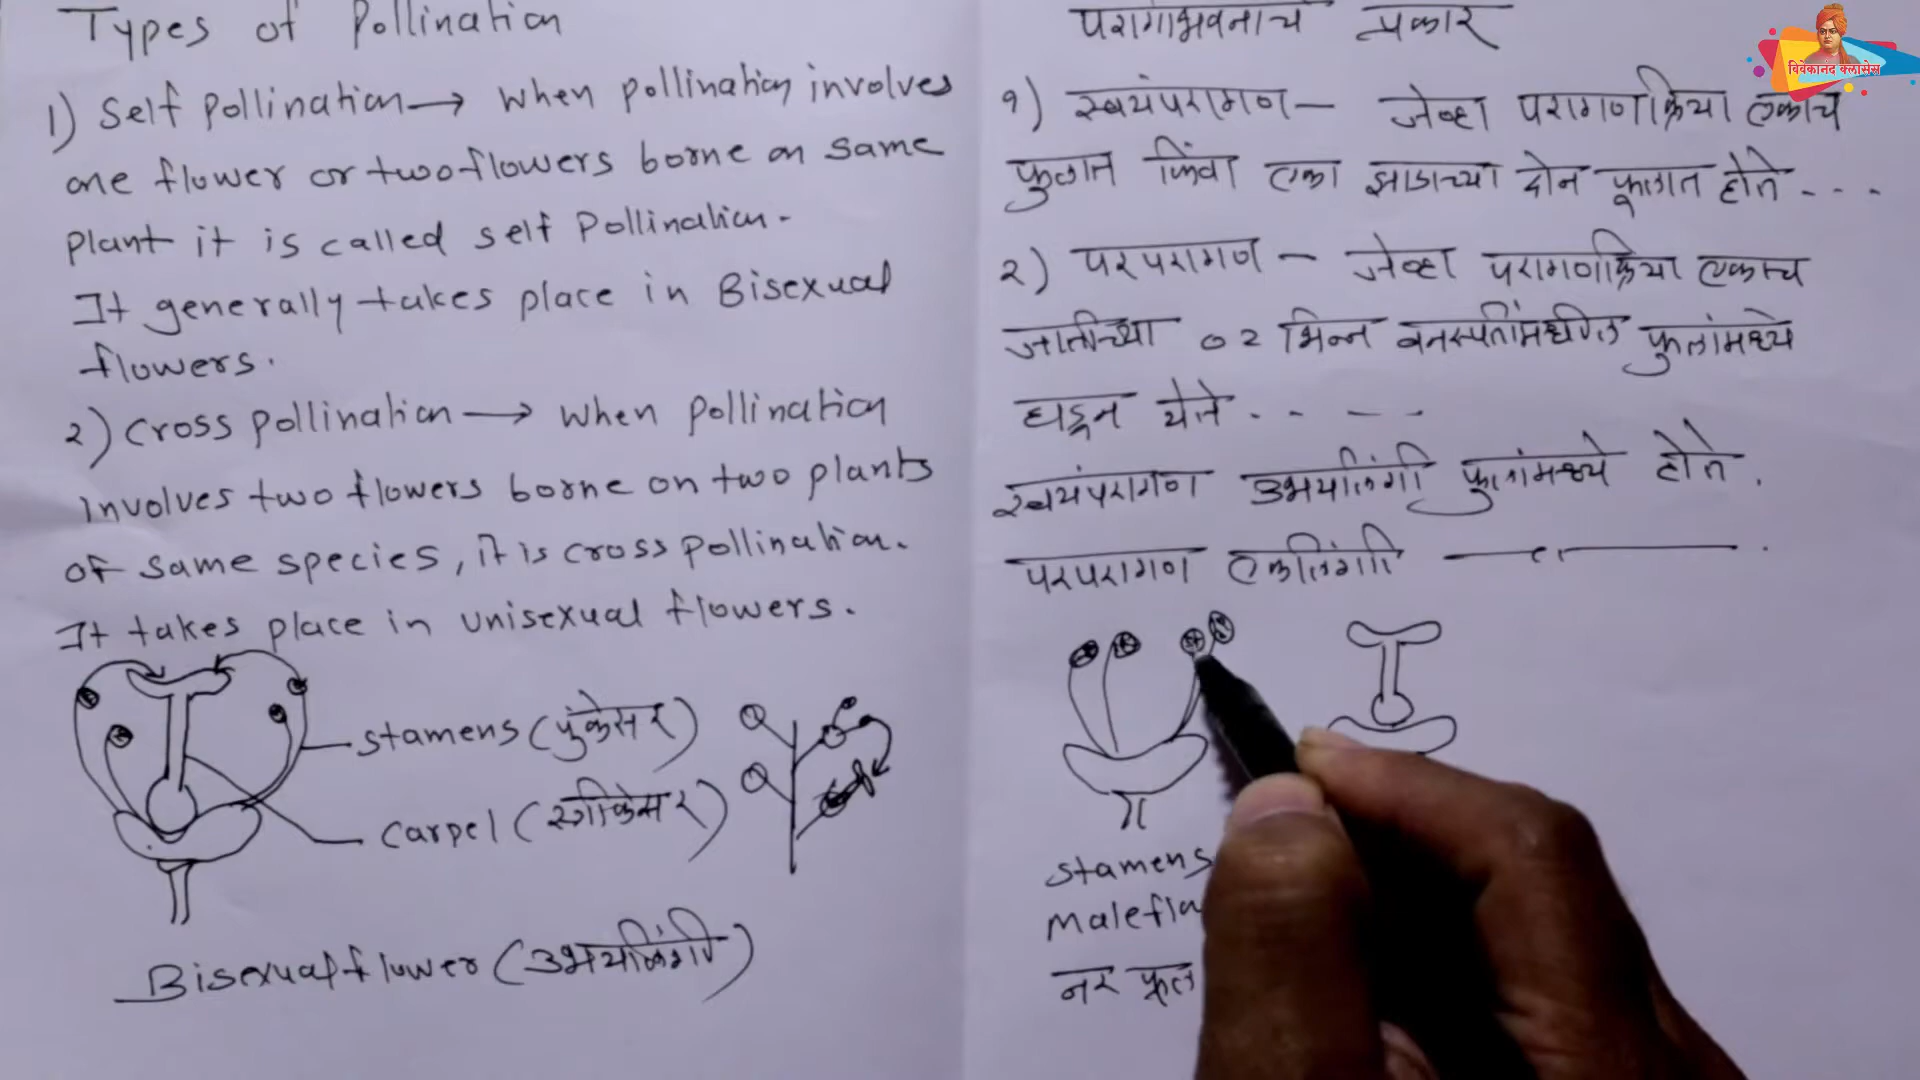 Types of Pollination
1) Self pollination → when pollination involves
one flower or two flowers borne on same
plant it is called self Pollination.
It generally takes place in Bisexual
flowers.
2) Cross pollination → when pollination
involves two flowers borne on two plants
of same species, it is cross pollination.
It takes place in unisexual flowers.
stamens (पुंकेसर)
carpel (स्त्रीकेसर)
Bisexual flower (उभयलिंगी)
परागीभवनाचे प्रकार
१) स्वयंपरागण — जेव्हा परागणक्रिया एकाच
फुलात किंवा एका झाडाच्या दोन फूलात होते - - -
२) परपरागण — जेव्हा परागणक्रिया एकाच
जातीच्या ०२ भिन्न वनस्पतींमधील फुलांमध्ये
घडून येते - - — -
स्वयंपरागण उभयलिंगी फुलांमध्ये होते.
परपरागण एकलिंगी —〃— .
stamens
Maleflo
नर फूल
विवेकानंद क्लासेस